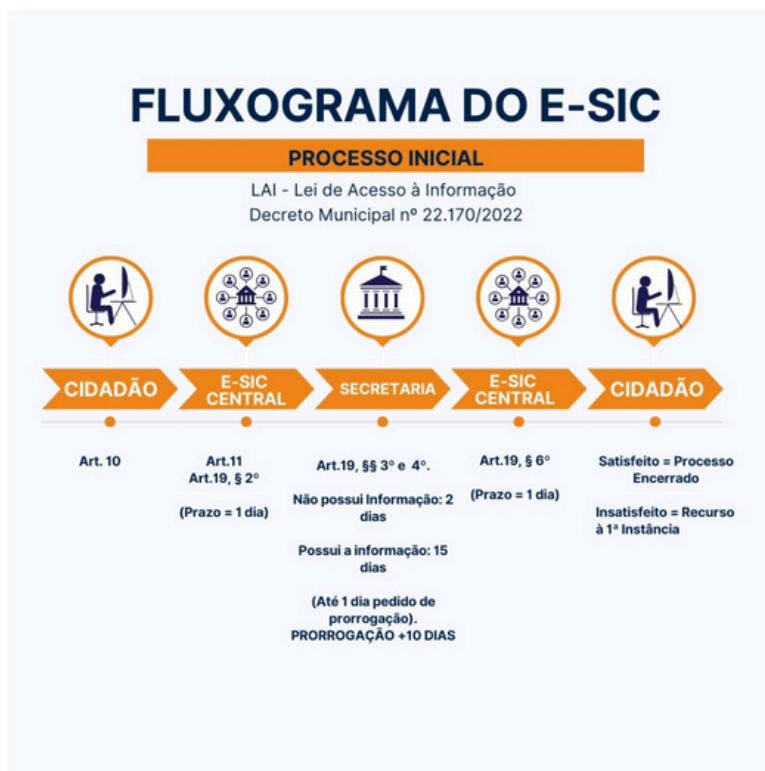 FLUXOGRAMA DO E-SIC
PROCESSO INICIAL
LAI - Lei de Acesso à Informação
Decreto Municipal nº 22.170/2022
CIDADÃO
E-SIC
CENTRAL
SECRETARIA
E-SIC
CENTRAL
CIDADÃO
Art. 10
Art.11
Art.19, § 2º
(Prazo = 1 dia)
Art.19, §§ 3º e 4º.
Não possui Informação: 2
dias
Possui a informação: 15
dias
(Até 1 dia pedido de
prorrogação).
PRORROGAÇÃO +10 DIAS
Art.19, § 6º
(Prazo = 1 dia)
Satisfeito = Processo
Encerrado
Insatisfeito = Recurso
à 1ª Instância